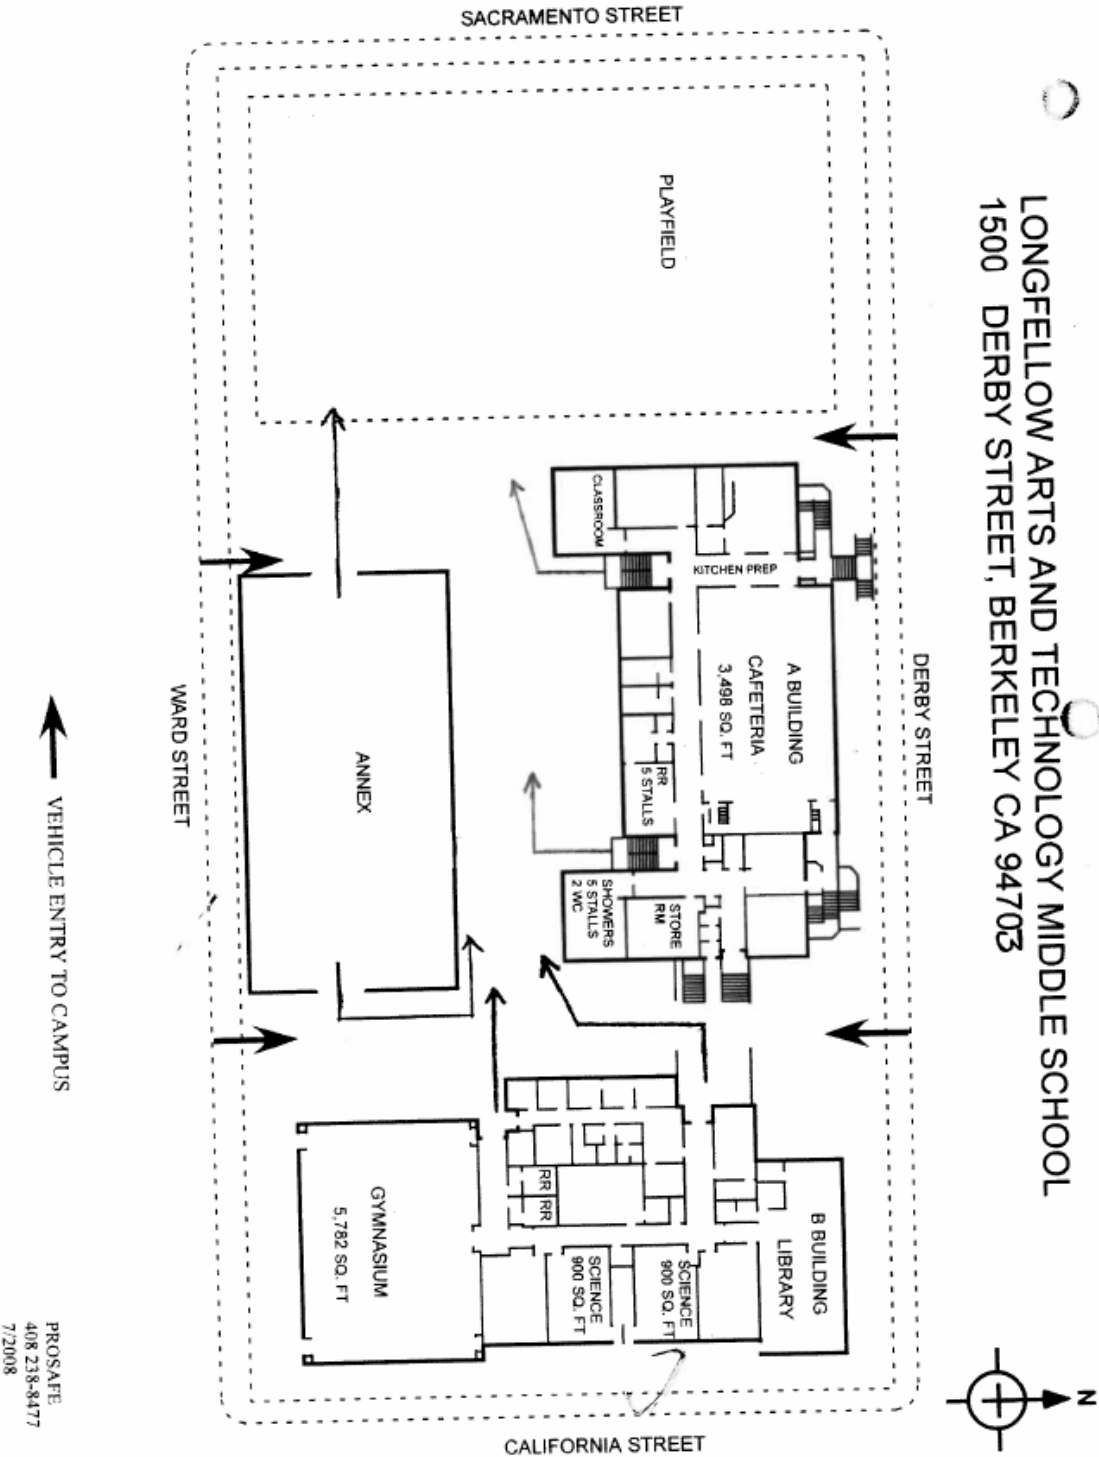 LONGFELLOW ARTS AND TECHNOLOGY MIDDLE SCHOOL
1500 DERBY STREET, BERKELEY CA 94703
SACRAMENTO STREET
N
PLAYFIELD
CLASSROOM
KITCHEN PREP
A BUILDING
CAFETERIA
3,498 SQ. FT
RR
5 STALLS
SHOWERS
5 STALLS
2 WC
STORE
RM
DERBY STREET
WARD STREET
ANNEX
RR
RR
B BUILDING
LIBRARY
SCIENCE
900 SQ. FT
SCIENCE
900 SQ. FT
GYMNASIUM
5,782 SQ. FT
CALIFORNIA STREET
VEHICLE ENTRY TO CAMPUS
PROSAFE
408 238-8477
7/2008